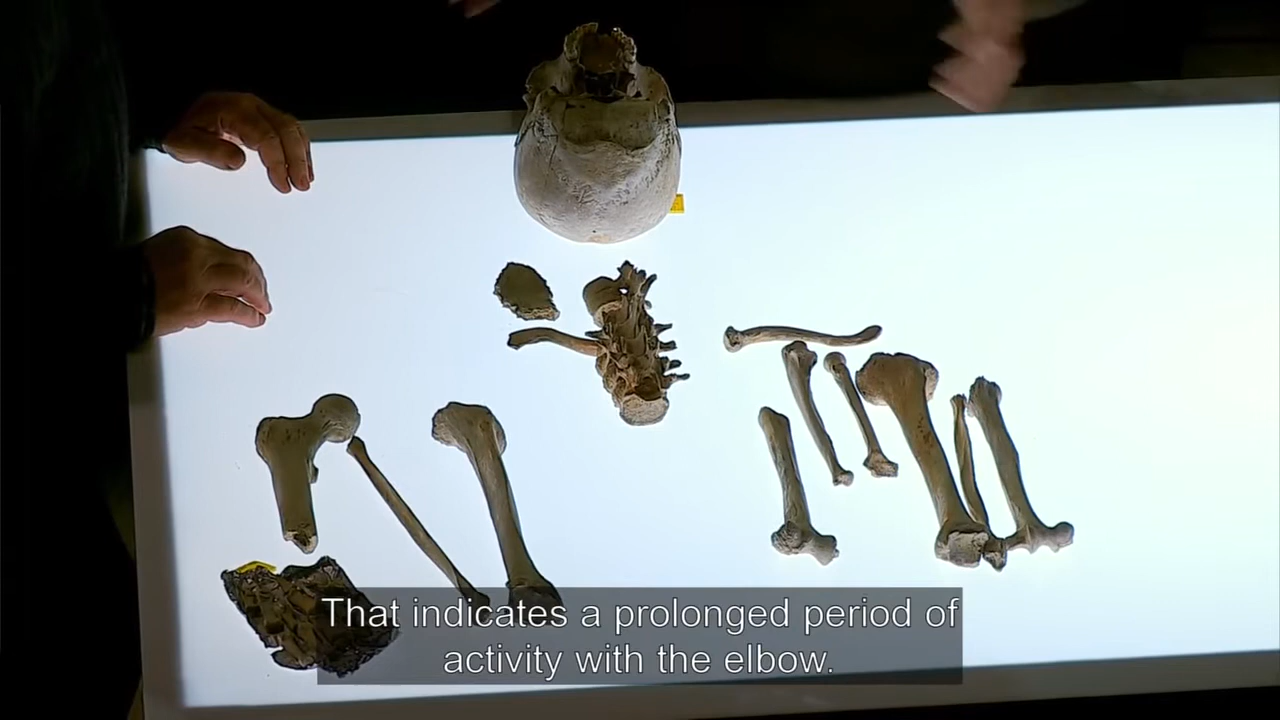 That indicates a prolonged period of
activity with the elbow.